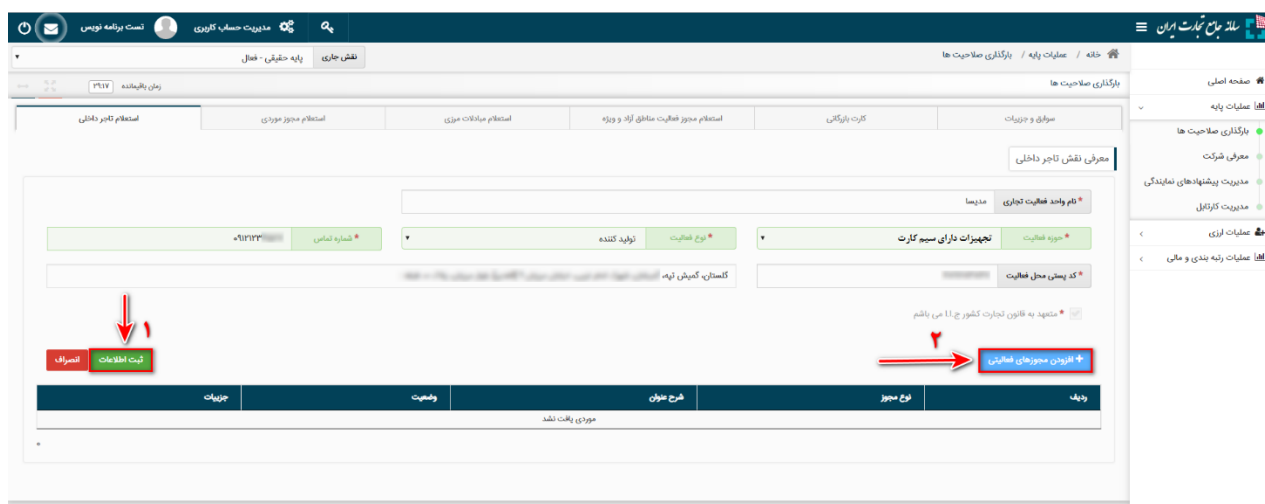 سامانه جامع تجارت ایران
مدیریت حساب کاربری
تست برنامه نویس
خانه / عملیات پایه / بارگذاری صلاحیت ها
نقش جاری
پایه حقیقی - فعال
بارگذاری صلاحیت ها
زمان باقیمانده ۲۹:۱۷
صفحه اصلی
عملیات پایه
بارگذاری صلاحیت ها
معرفی شرکت
مدیریت پیشنهادهای نمایندگی
مدیریت کارتابل
عملیات ارزی
عملیات رتبه بندی و مالی
سوابق و جزییات
کارت بازرگانی
استعلام مجوز فعالیت مناطق آزاد و ویژه
استعلام مبادلات مرزی
استعلام مجوز موردی
استعلام تاجر داخلی
معرفی نقش تاجر داخلی
* نام واحد فعالیت تجاری
مدیسا
* حوزه فعالیت
تجهیزات دارای سیم کارت
* نوع فعالیت
تولید کننده
* شماره تماس
۰۹۱۲۱۲۳
* کد پستی محل فعالیت
گلستان، گمیش تپه،
* متعهد به قانون تجارت کشور ج.ا.ا می باشم
۱
۲
+ افزودن مجوزهای فعالیتی
ثبت اطلاعات
انصراف
ردیف
نوع مجوز
شرح عنوان
وضعیت
جزییات
موردی یافت نشد